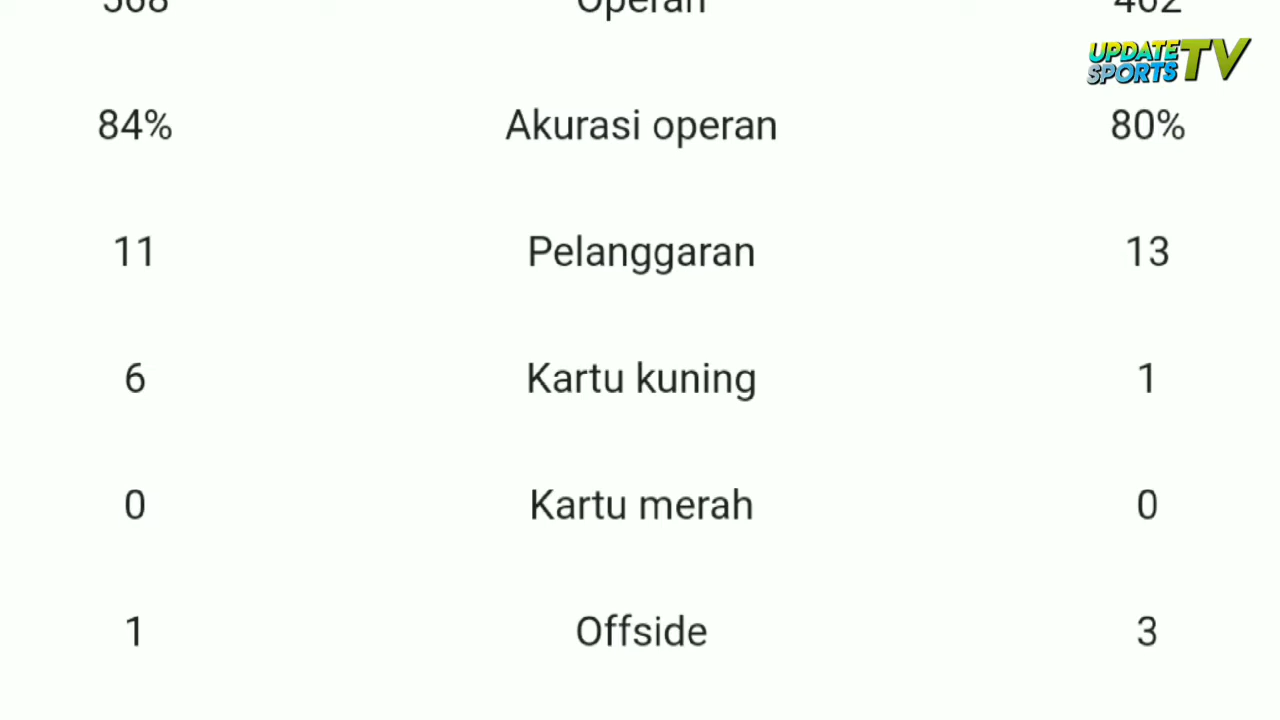 Operan
UPDATE
SPORTS TV
84% Akurasi operan 80%
11 Pelanggaran 13
6 Kartu kuning 1
0 Kartu merah 0
1 Offside 3